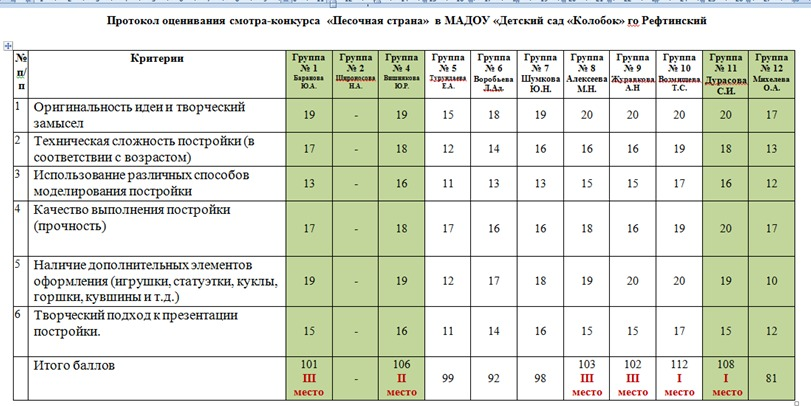 Протокол оценивания смотра-конкурса «Песочная страна» в МАДОУ «Детский сад «Колобок» го Рефтинский
№ п/п Критерии Группа № 1 Баранова Ю.А. Группа № 2 Широносова Н.А. Группа № 4 Вишнякова Ю.Р. Группа № 5 Турундаева Е.А. Группа № 6 Воробьева Л.Ал. Группа № 7 Шумкова Ю.Н. Группа № 8 Алексеева М.Н. Группа № 9 Журавкова А.Н Группа № 10 Возмищева Т.С. Группа № 11 Дурасова С.И. Группа № 12 Михелева О.А.
1 Оригинальность идеи и творческий
замысел 19 - 19 15 18 19 20 20 20 20 17
2 Техническая сложность постройки (в
соответствии с возрастом) 17 - 18 12 14 16 16 16 19 18 13
3 Использование различных способов
моделирования постройки 13 - 16 11 13 13 15 15 17 16 12
4 Качество выполнения постройки
(прочность) 17 - 18 17 16 16 18 16 19 20 17
5 Наличие дополнительных элементов
оформления (игрушки, статуэтки, куклы,
горшки, кувшины и т.д.) 19 - 19 12 17 18 19 20 20 19 10
6 Творческий подход к презентации
постройки. 15 - 16 11 14 16 15 15 17 15 12
Итого баллов 101 III место - 106 II место 99 92 98 103 III место 102 III место 112 I место 108 I место 81